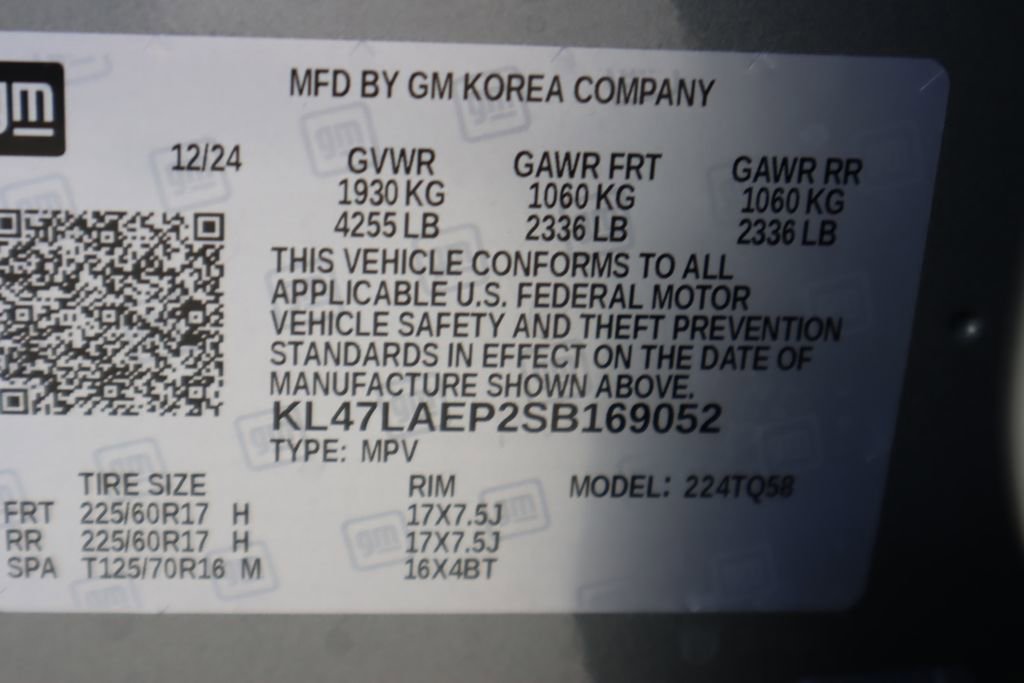 gm
MFD BY GM KOREA COMPANY
12/24 GVWR GAWR FRT GAWR RR
1930 KG 1060 KG 1060 KG
4255 LB 2336 LB 2336 LB
THIS VEHICLE CONFORMS TO ALL
APPLICABLE U.S. FEDERAL MOTOR
VEHICLE SAFETY AND THEFT PREVENTION
STANDARDS IN EFFECT ON THE DATE OF
MANUFACTURE SHOWN ABOVE.
KL47LAEP2SB169052
TYPE: MPV
TIRE SIZE RIM MODEL: 224TQ58
FRT 225/60R17 H 17X7.5J
RR 225/60R17 H 17X7.5J
SPA T125/70R16 M 16X4BT